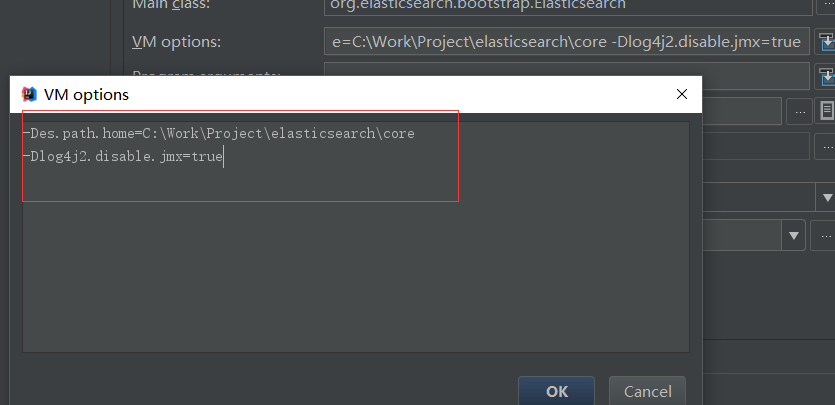 Main class:
org.elasticsearch.bootstrap.Elasticsearch
VM options:
e=C:\Work\Project\elasticsearch\core -Dlog4j2.disable.jmx=true
Program arguments:
VM options
-Des.path.home=C:\Work\Project\elasticsearch\core
-Dlog4j2.disable.jmx=true
OK
Cancel